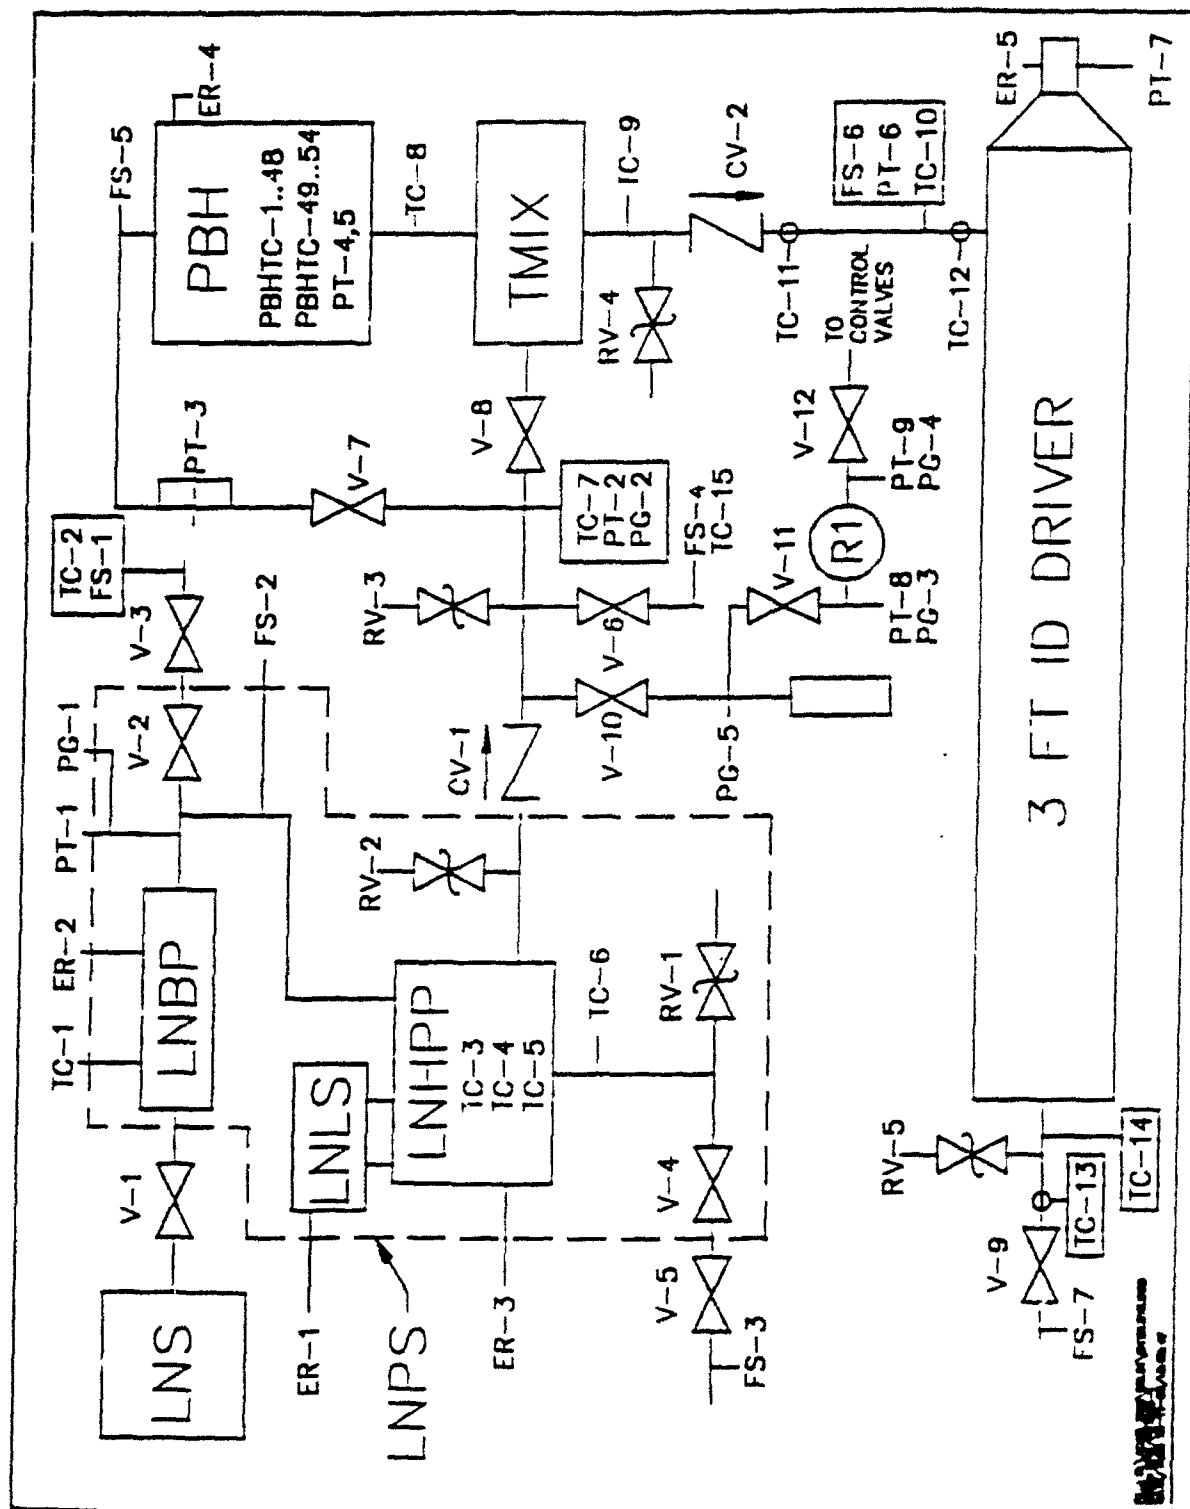 LNS
V-1
TC-1
ER-2
PT-1
PG-1
LNBP
V-2
V-3
TC-2
FS-1
FS-2
PT-3
FS-5
ER-4
PBH
PBHTC-1..48
PBHTC-49..54
PT-4,5
TC-8
V-7
ER-1
LNLS
LNPS
ER-3
LNHPP
TC-3
TC-4
TC-5
TC-6
RV-2
CV-1
RV-3
V-8
TMIX
TC-9
RV-4
CV-2
TC-7
PT-2
PG-2
V-6
FS-4
TC-15
V-10
PG-5
V-11
PT-8
PG-3
R1
PT-9
PG-4
V-12
TO
CONTROL
VALVES
TC-11
TC-12
FS-6
PT-6
TC-10
RV-1
V-4
V-5
FS-3
RV-5
V-9
FS-7
TC-13
TC-14
3 FT ID DRIVER
ER-5
PT-7